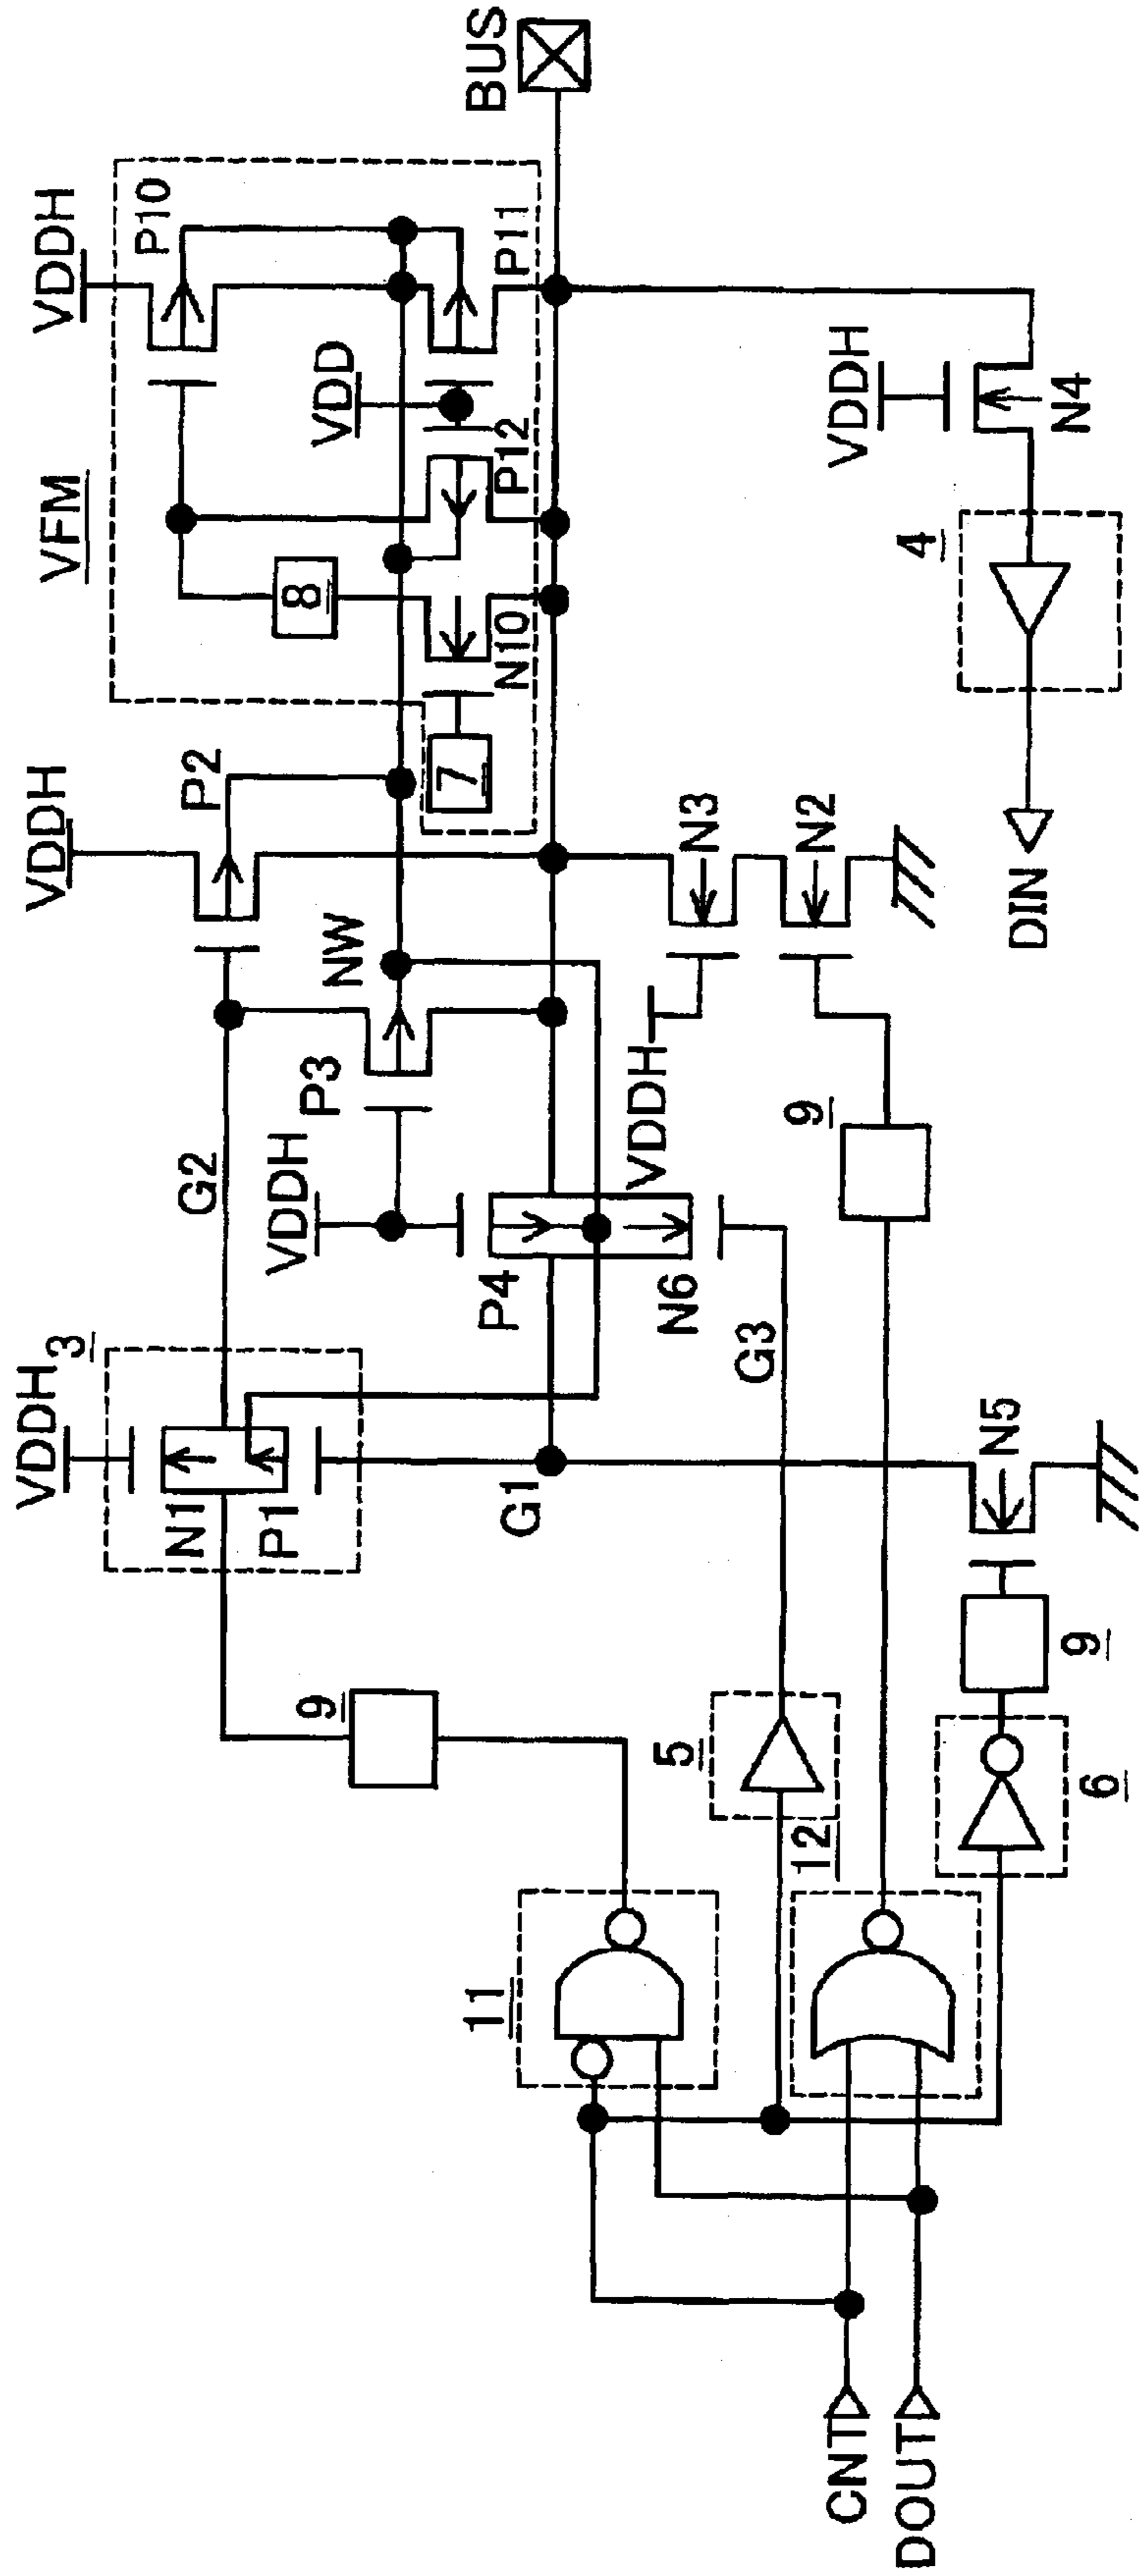 VDDH
VDDH
VDDH
VFM
P10
3
N1
P1
G2
P2
VDD
P11
BUS
9
VDDH
P3
NW
8
P12
7
N10
P4
G1
N6
VDDH
N3
VDDH
11
5
G3
9
N2
4
N4
12
CNT
DOUT
6
9
N5
DIN